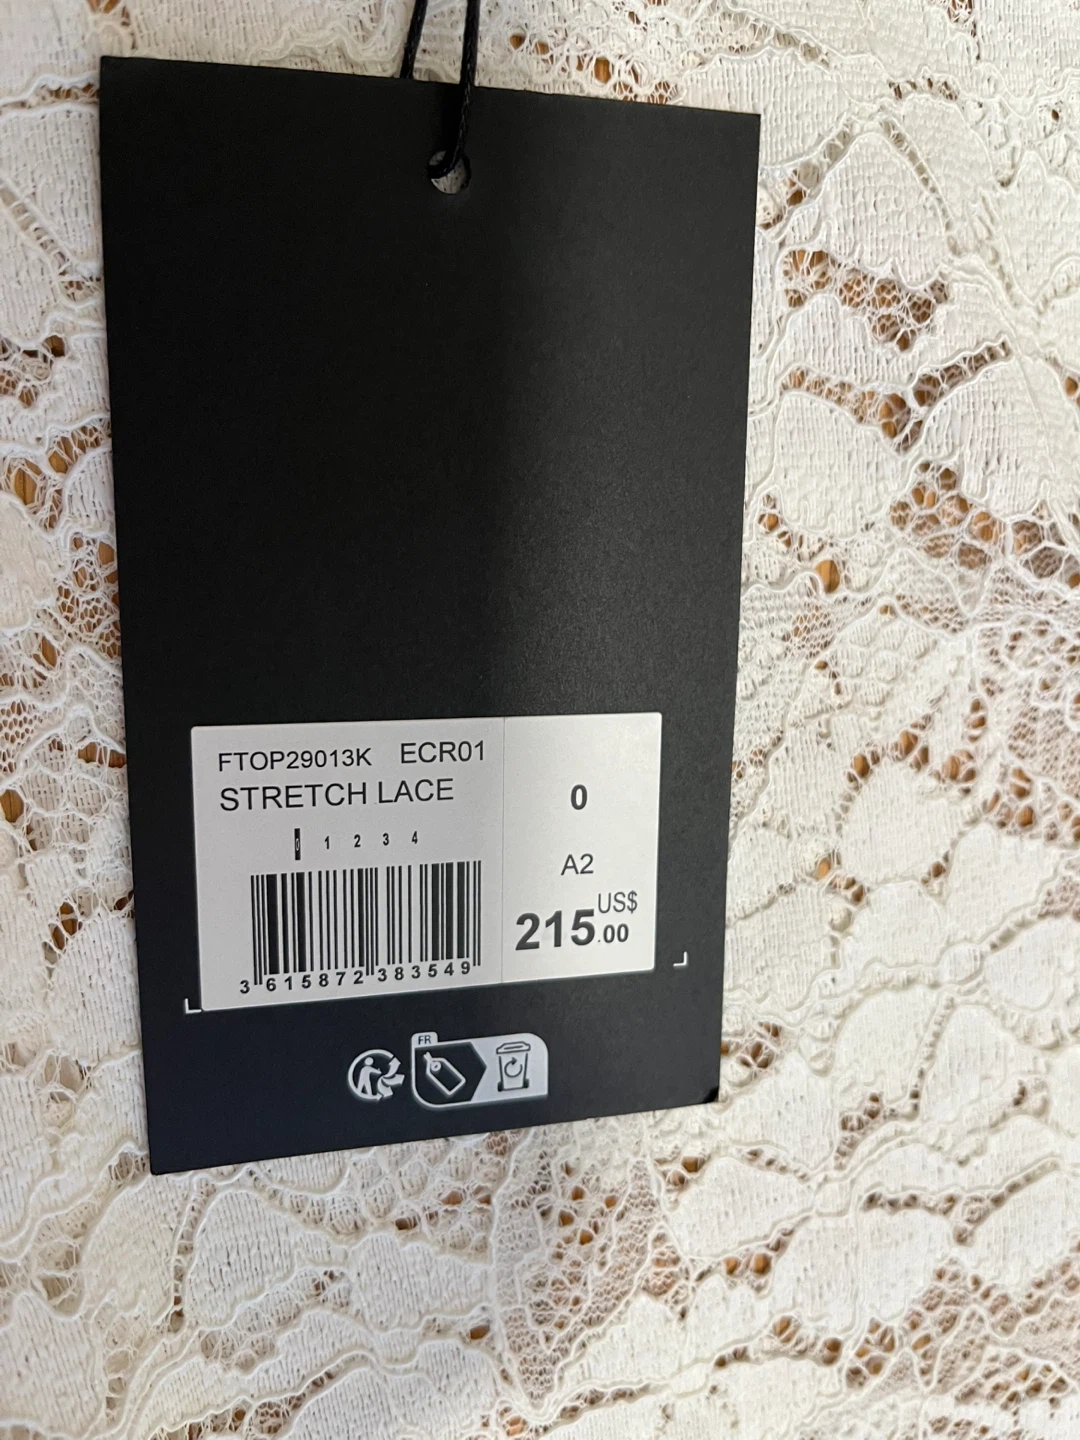 FTOP29013K ECR01
STRETCH LACE
0 1 2 3 4
3 615872 383549
0
A2
215.00 US$
FR